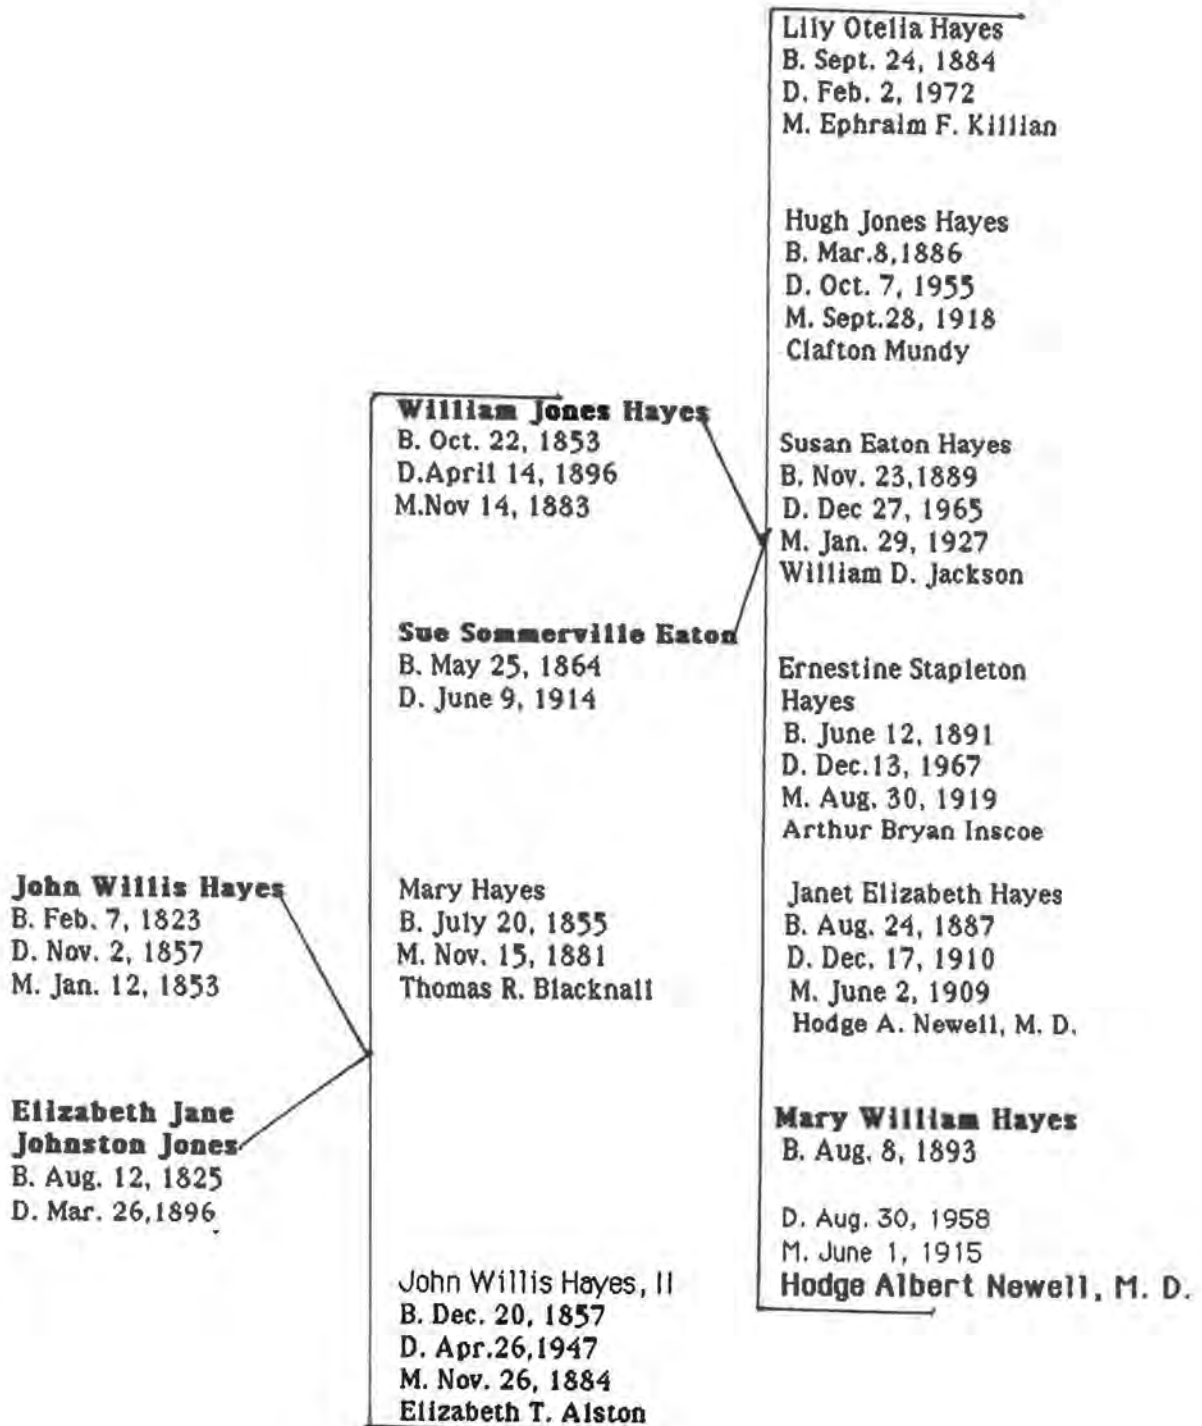 John Willis Hayes
B. Feb. 7, 1823
D. Nov. 2, 1857
M. Jan. 12, 1853
Elizabeth Jane
Johnston Jones
B. Aug. 12, 1825
D. Mar. 26,1896
William Jones Hayes
B. Oct. 22, 1853
D.April 14, 1896
M.Nov 14, 1883
Sue Sommerville Eaton
B. May 25, 1864
D. June 9, 1914
Mary Hayes
B. July 20, 1855
M. Nov. 15, 1881
Thomas R. Blacknall
John Willis Hayes, II
B. Dec. 20, 1857
D. Apr.26,1947
M. Nov. 26, 1884
Elizabeth T. Alston
Lily Otelia Hayes
B. Sept. 24, 1884
D. Feb. 2, 1972
M. Ephraim F. Killian
Hugh Jones Hayes
B. Mar.8,1886
D. Oct. 7, 1955
M. Sept.28, 1918
Clafton Mundy
Susan Eaton Hayes
B. Nov. 23,1889
D. Dec 27, 1965
M. Jan. 29, 1927
William D. Jackson
Ernestine Stapleton
Hayes
B. June 12, 1891
D. Dec.13, 1967
M. Aug. 30, 1919
Arthur Bryan Inscoe
Janet Elizabeth Hayes
B. Aug. 24, 1887
D. Dec. 17, 1910
M. June 2, 1909
Hodge A. Newell, M. D.
Mary William Hayes
B. Aug. 8, 1893
D. Aug. 30, 1958
M. June 1, 1915
Hodge Albert Newell, M. D.